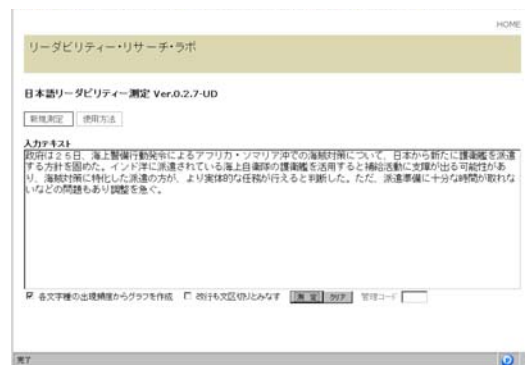 HOME
リーダビリティー・リサーチ・ラボ
日本語リーダビリティー測定 Ver.0.2.7-UD
新規測定 使用方法
入力テキスト
政府は25日、海上警備行動発令によるアフリカ・ソマリア沖での海賊対策について、日本から新たに護衛艦を派遣
する方針を固めた。インド洋に派遣されている海上自衛隊の護衛艦を活用すると補給活動に支障が出る可能性があ
り、海賊対策に特化した派遣の方が、より実体的な任務が行えると判断した。ただ、派遣準備に十分な時間が取れな
いなどの問題もあり調整を急ぐ。
各文字種の出現頻度からグラフを作成 改行も文区切りとみなす 測 定 クリア 管理コード
完了